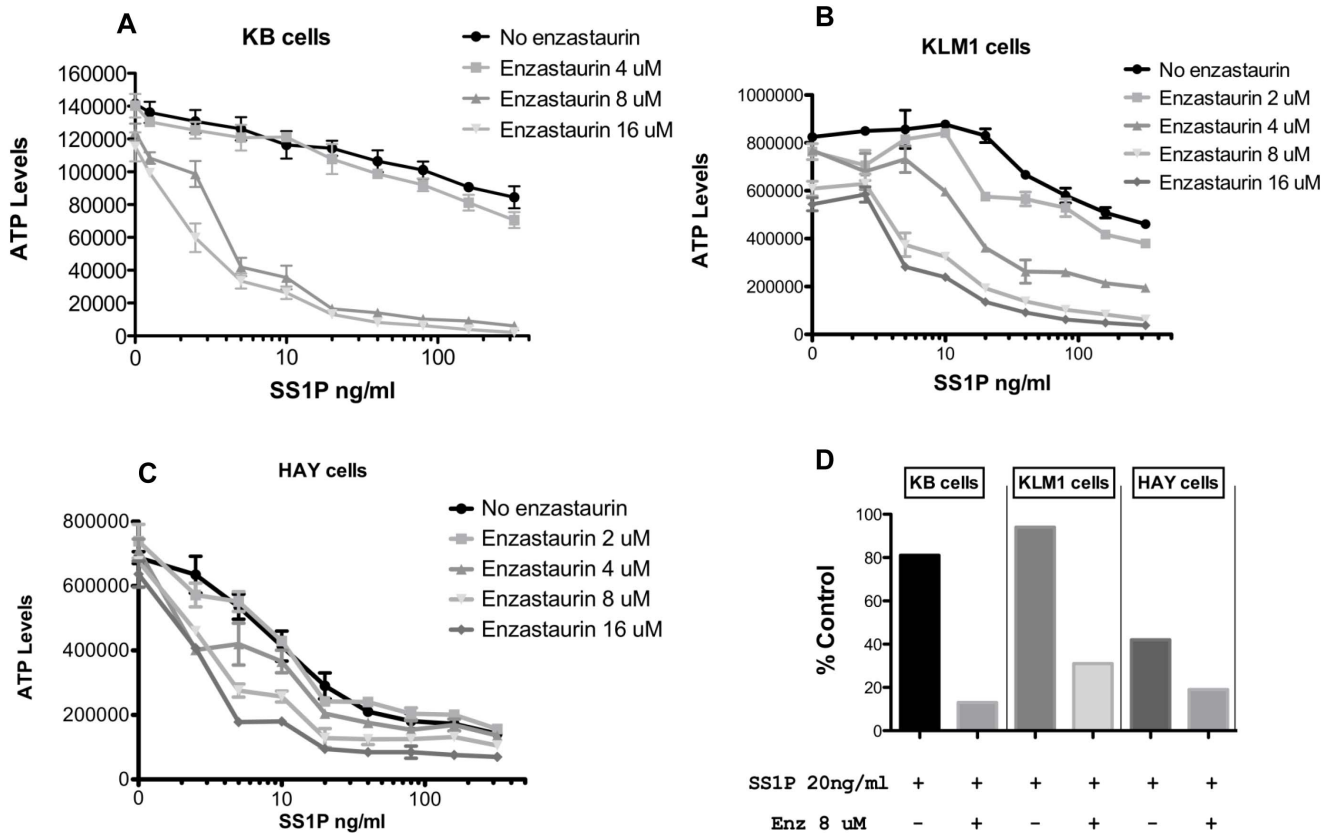 A
KB cells
No enzastaurin
Enzastaurin 4 uM
Enzastaurin 8 uM
Enzastaurin 16 uM
160000
140000
120000
100000
80000
60000
40000
20000
0
ATP Levels
0 10 100
SS1P ng/ml
B
KLM1 cells
No enzastaurin
Enzastaurin 2 uM
Enzastaurin 4 uM
Enzastaurin 8 uM
Enzastaurin 16 uM
1000000
800000
600000
400000
200000
0
ATP Levels
0 10 100
SS1P ng/ml
C
HAY cells
No enzastaurin
Enzastaurin 2 uM
Enzastaurin 4 uM
Enzastaurin 8 uM
Enzastaurin 16 uM
800000
600000
400000
200000
0
ATP Levels
0 10 100
SS1P ng/ml
D
KB cells KLM1 cells HAY cells
100
80
60
40
20
0
% Control
SS1P 20ng/ml + + + + + +
Enz 8 uM - + - + - +